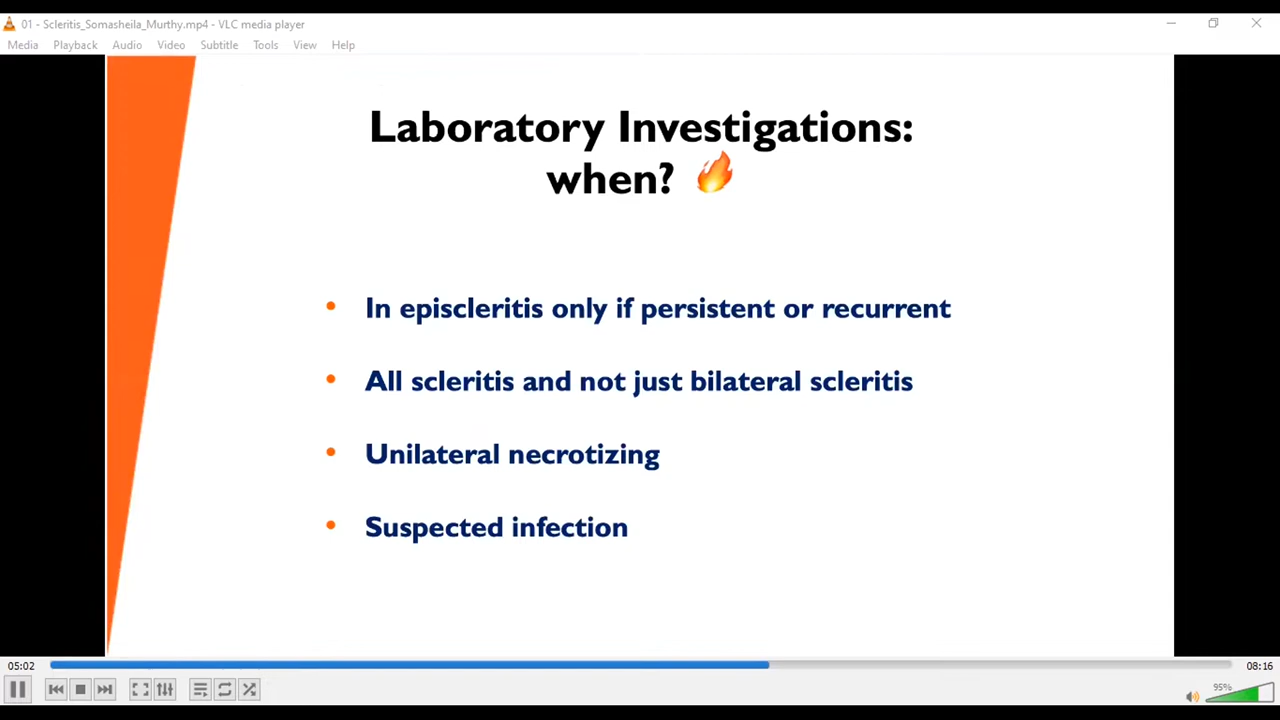 01 - Scleritis_Somasheila_Murthy.mp4 - VLC media player
Media Playback Audio Video Subtitle Tools View Help
Laboratory Investigations:
when? 🔥
• In episcleritis only if persistent or recurrent
• All scleritis and not just bilateral scleritis
• Unilateral necrotizing
• Suspected infection
05:02 08:16
95%